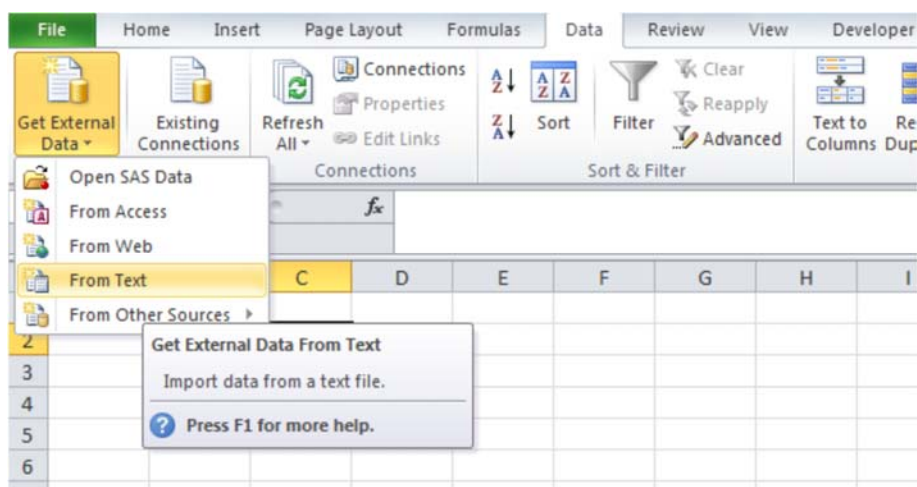 File Home Insert Page Layout Formulas Data Review View Developer
Get External Data
Existing Connections
Refresh All
Connections
Properties
Edit Links
Connections
A Z
Z A
A Z
Z A
Sort
Filter
Clear
Reapply
Advanced
Sort & Filter
Text to Columns
Open SAS Data
From Access
From Web
From Text
From Other Sources
fx
C D E F G H I
Get External Data From Text
Import data from a text file.
? Press F1 for more help.
2
3
4
5
6